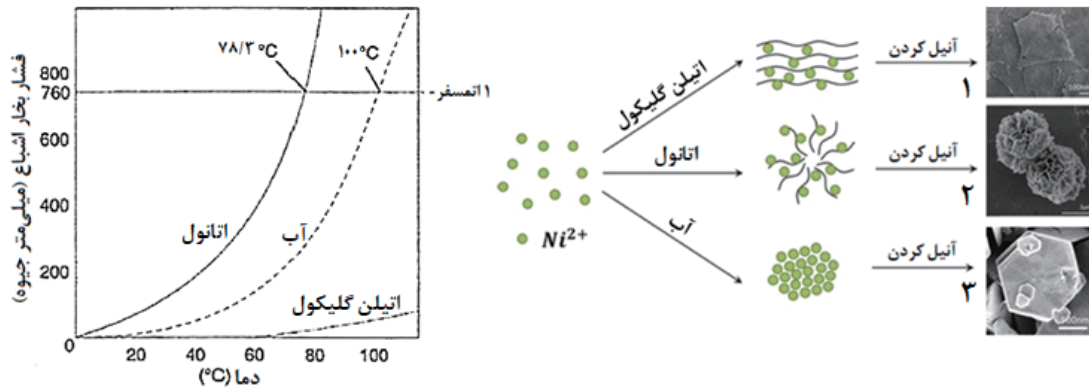 فشار بخار اشباع (میلی‌متر جیوه)
800
760
600
400
200
0
20
40
60
80
100
دما (°C)
۷۸/۳ °C
۱۰۰°C
۱ اتمسفر
اتانول
آب
اتیلن گلیکول
Ni²⁺
اتیلن گلیکول
اتانول
آب
آنیل کردن
۱
آنیل کردن
۲
آنیل کردن
۳